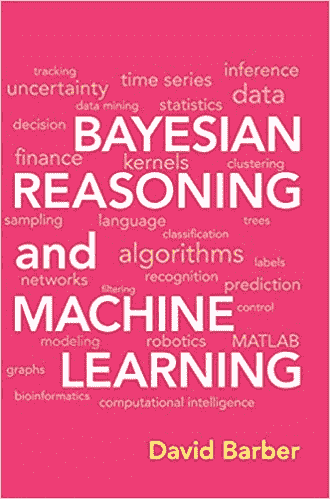 tracking
inference
uncertainty
time series
data mining
statistics
data
decision
BAYESIAN
finance
kernels
clustering
REASONING
sampling
language
trees
classification
and
algorithms
labels
networks
recognition
filtering
prediction
MACHINE
control
modeling
robotics
MATLAB
graphs
LEARNING
bioinformatics
computational intelligence
David Barber